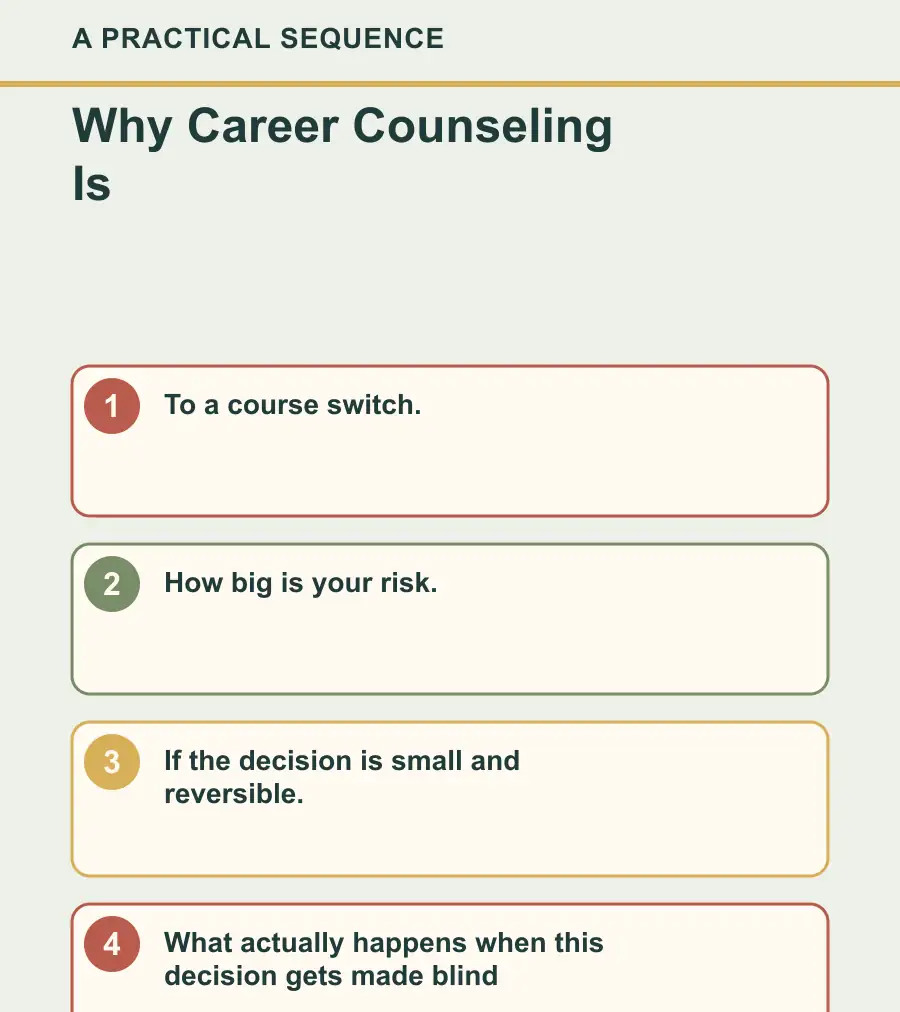 A PRACTICAL SEQUENCE
Why Career Counseling
Is
1
To a course switch.
2
How big is your risk.
3
If the decision is small and
reversible.
4
What actually happens when this
decision gets made blind